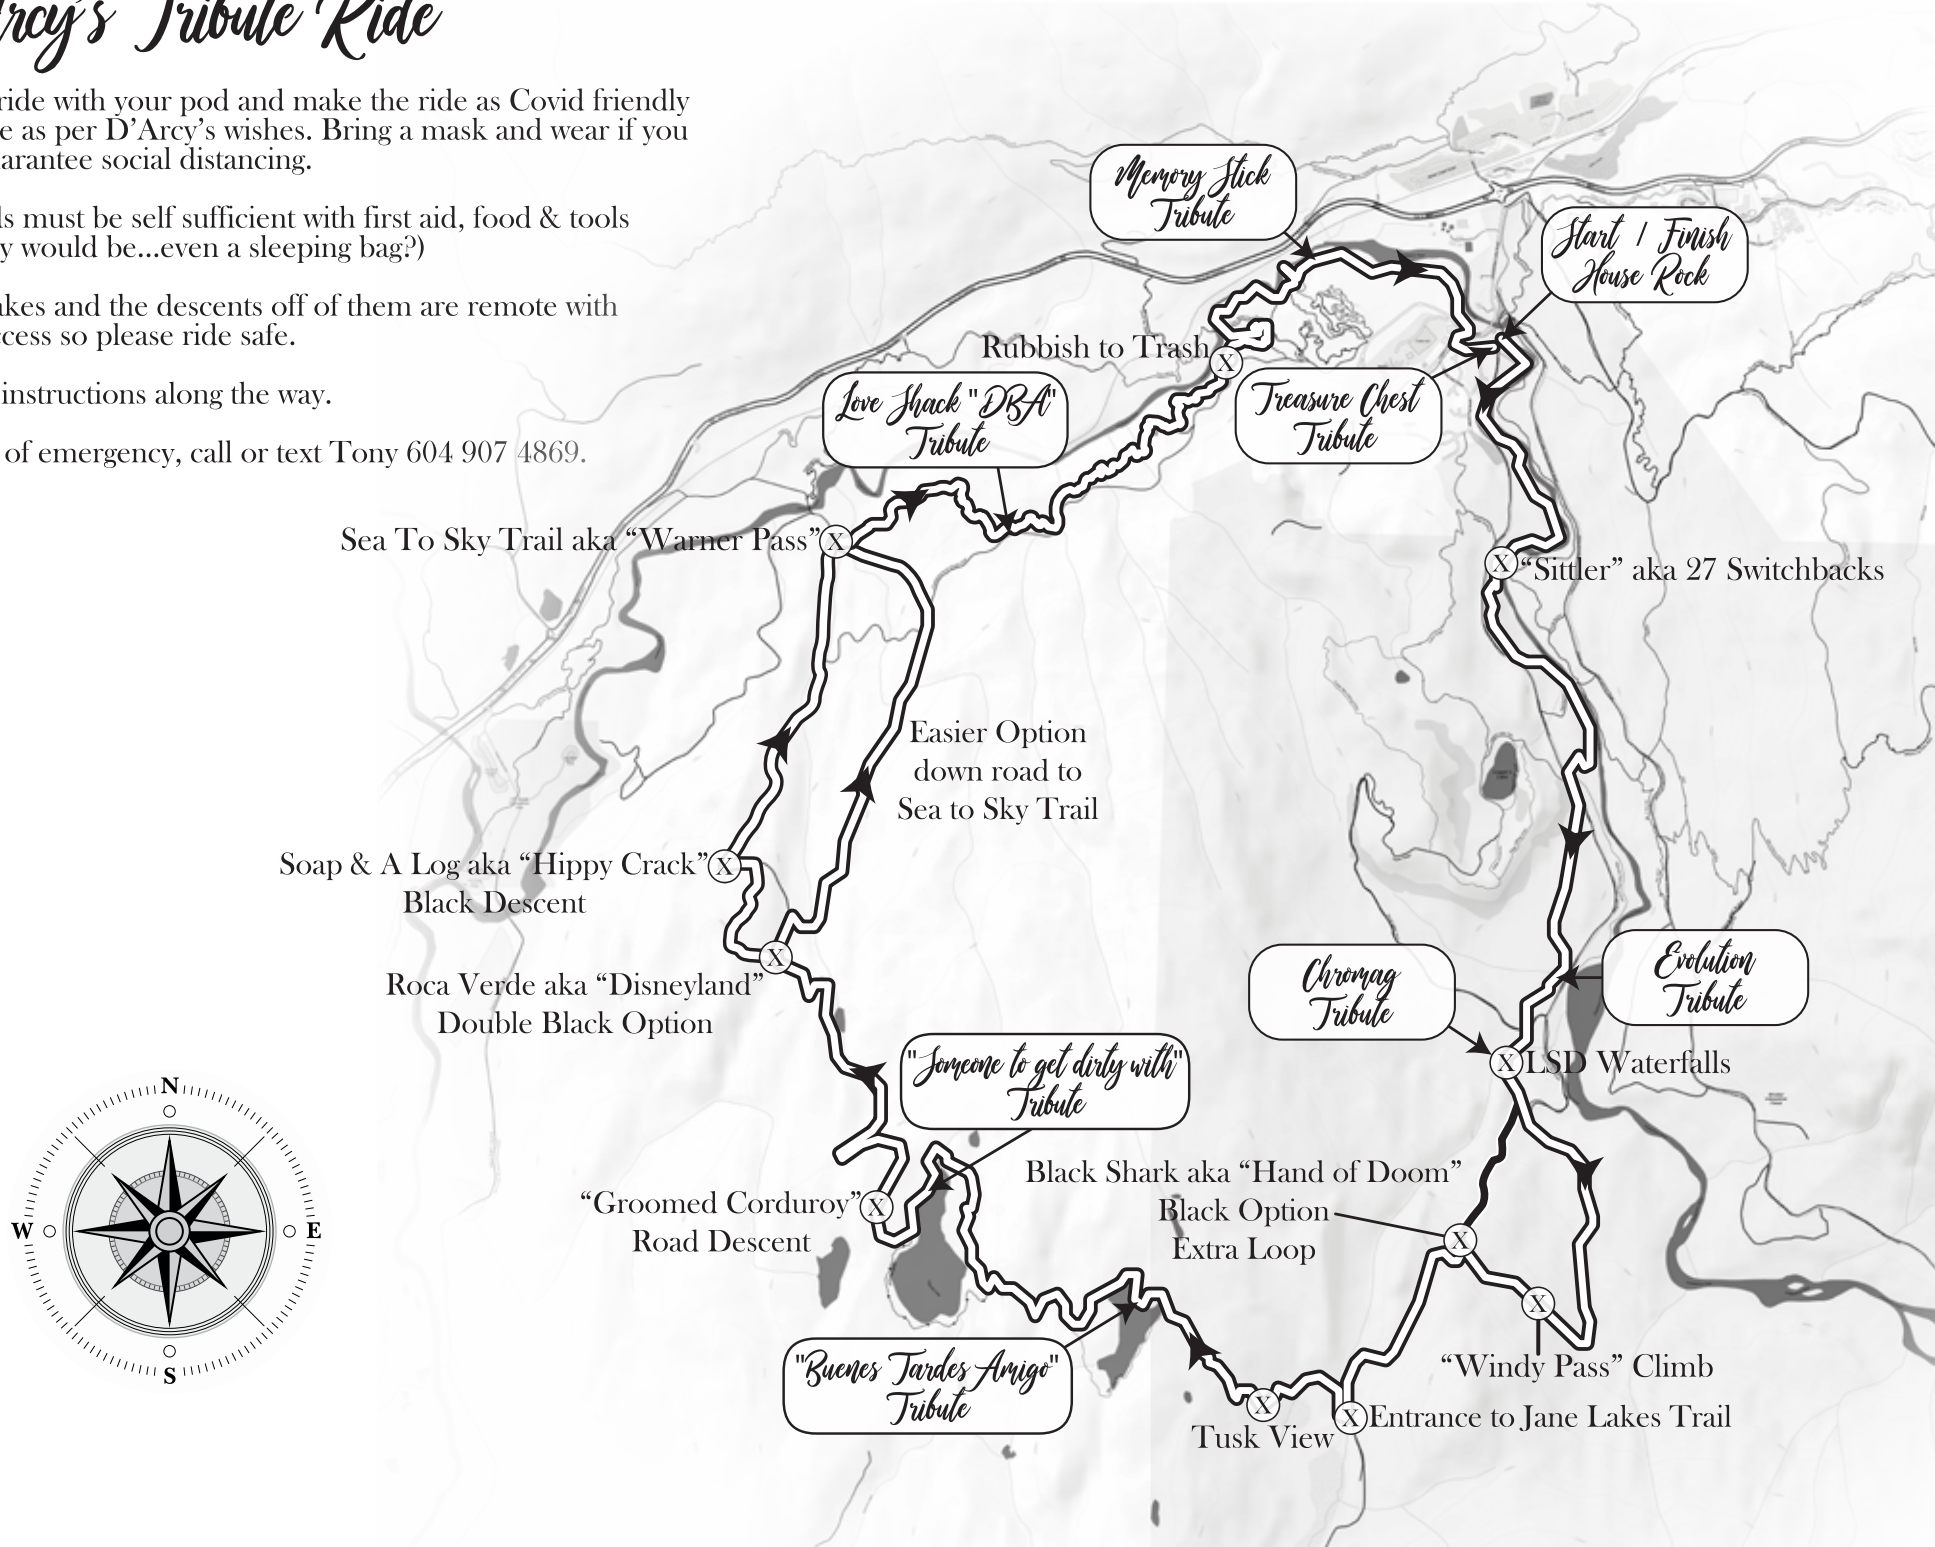 rcy's Tribute Ride
ride with your pod and make the ride as Covid friendly
e as per D'Arcy's wishes. Bring a mask and wear if you
arantee social distancing.
ls must be self sufficient with first aid, food & tools
y would be...even a sleeping bag?)
akes and the descents off of them are remote with
ccess so please ride safe.
instructions along the way.
of emergency, call or text Tony 604 907 4869.
Memory Stick
Tribute
Start / Finish
House Rock
Rubbish to Trash
X
Love Shack "DBA"
Tribute
Treasure Chest
Tribute
Sea To Sky Trail aka “Warner Pass”
X
X
“Sittler” aka 27 Switchbacks
Easier Option
down road to
Sea to Sky Trail
Soap & A Log aka “Hippy Crack”
X
Black Descent
X
Roca Verde aka “Disneyland”
Double Black Option
Chromag
Tribute
Evolution
Tribute
X
LSD Waterfalls
"Someone to get dirty with"
Tribute
Black Shark aka “Hand of Doom”
Black Option
Extra Loop
X
“Groomed Corduroy”
X
Road Descent
X
“Windy Pass” Climb
"Buenes Tardes Amigo"
Tribute
X
Tusk View
X
Entrance to Jane Lakes Trail
N
W
E
S